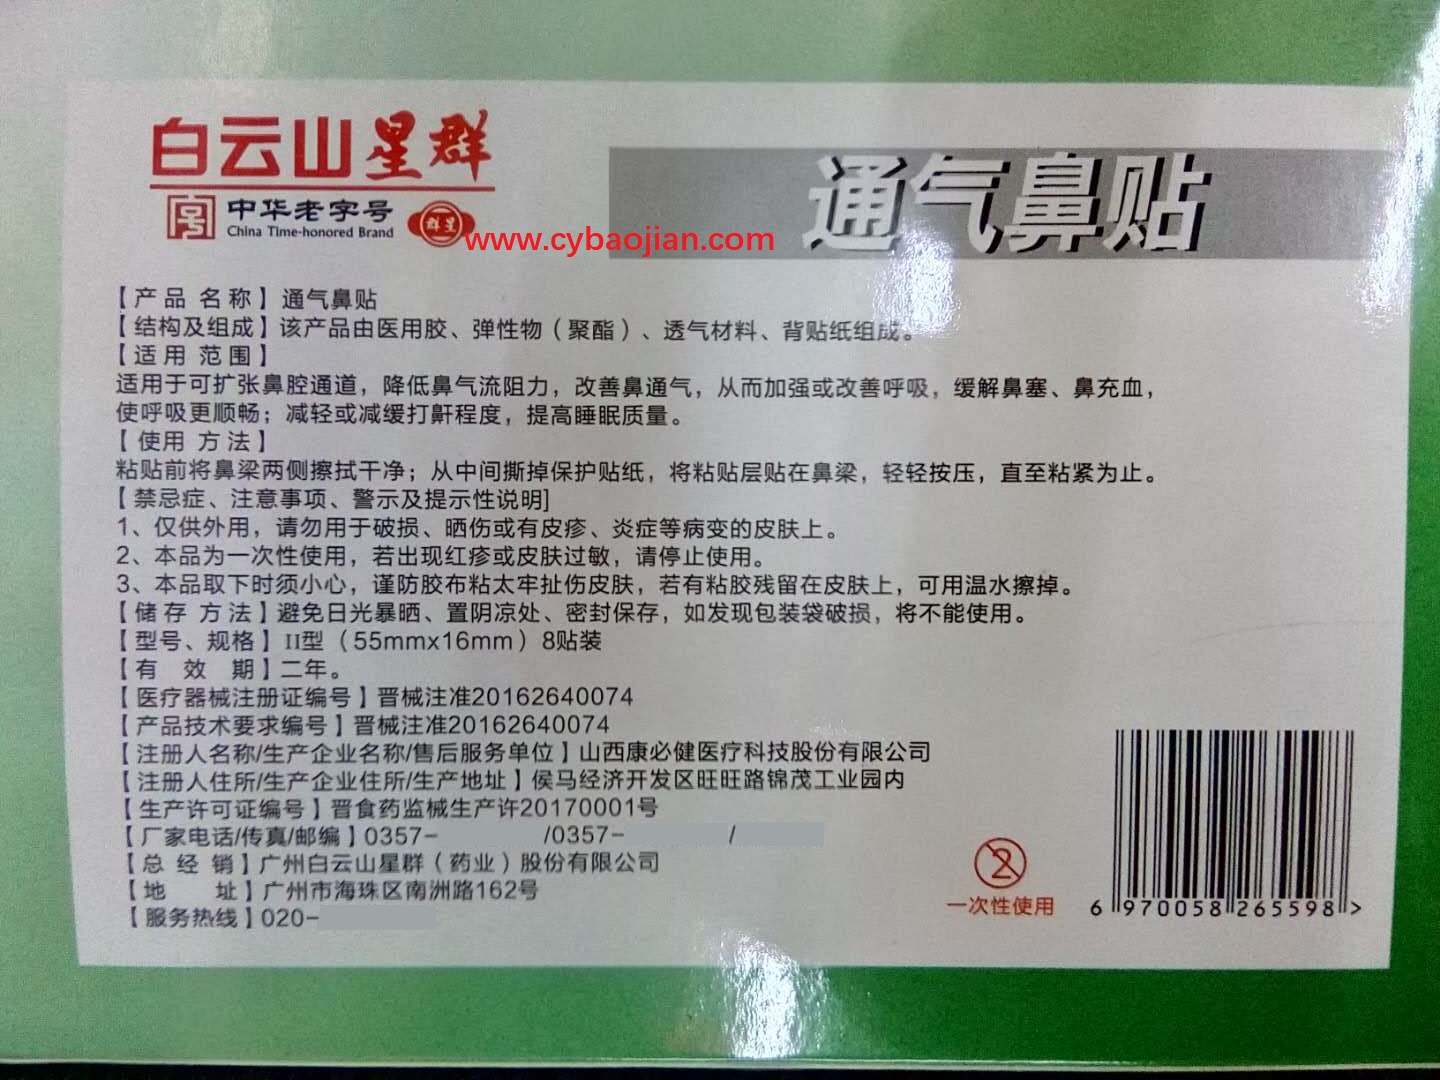 白云山星群
中华老字号
China Time-honored Brand
群星
www.cybaojian.com
通气鼻贴
【产品 名称】通气鼻贴
【结构及组成】该产品由医用胶、弹性物（聚酯）、透气材料、背贴纸组成。
【适用 范围】
适用于可扩张鼻腔通道，降低鼻气流阻力，改善鼻通气，从而加强或改善呼吸，缓解鼻塞、鼻充血，
使呼吸更顺畅；减轻或减缓打鼾程度，提高睡眠质量。
【使用 方法】
粘贴前将鼻梁两侧擦拭干净；从中间撕掉保护贴纸，将粘贴层贴在鼻梁，轻轻按压，直至粘紧为止。
【禁忌症、注意事项、警示及提示性说明]
1、仅供外用，请勿用于破损、晒伤或有皮疹、炎症等病变的皮肤上。
2、本品为一次性使用，若出现红疹或皮肤过敏，请停止使用。
3、本品取下时须小心，谨防胶布粘太牢扯伤皮肤，若有粘胶残留在皮肤上，可用温水擦掉。
【储存 方法】避免日光暴晒、置阴凉处、密封保存，如发现包装袋破损，将不能使用。
【型号、规格】II型（55mmx16mm）8贴装
【有 效 期】二年。
【医疗器械注册证编号】晋械注准20162640074
【产品技术要求编号】晋械注准20162640074
【注册人名称/生产企业名称/售后服务单位】山西康必健医疗科技股份有限公司
【注册人住所/生产企业住所/生产地址】侯马经济开发区旺旺路锦茂工业园内
【生产许可证编号】晋食药监械生产许20170001号
【厂家电话/传真/邮编】0357- /0357- /
【总 经 销】广州白云山星群（药业）股份有限公司
【地 址】广州市海珠区南洲路162号
【服务热线】020-
2
一次性使用
6 970058 265598 >